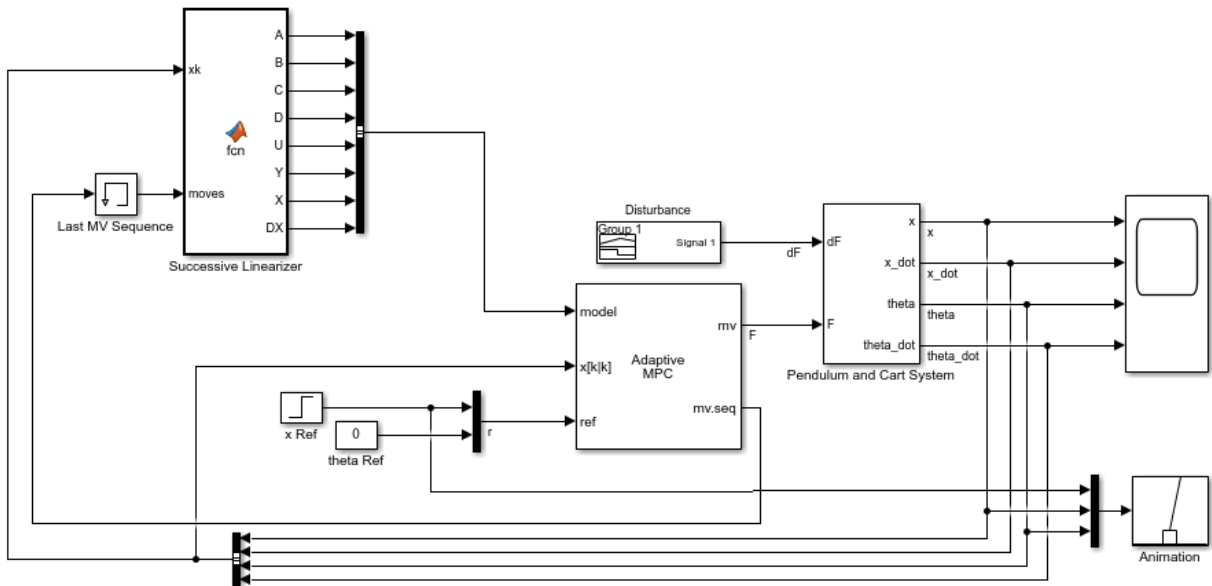 A
xk
B
C
D
fcn
U
Y
moves
X
DX
Last MV Sequence
Successive Linearizer
Disturbance
Group 1
Signal 1
dF
dF
x
x
x_dot
x_dot
model
mv
F
F
theta
theta
theta_dot
theta_dot
Adaptive
MPC
x[k|k]
Pendulum and Cart System
mv.seq
x Ref
ref
r
0
theta Ref
Animation